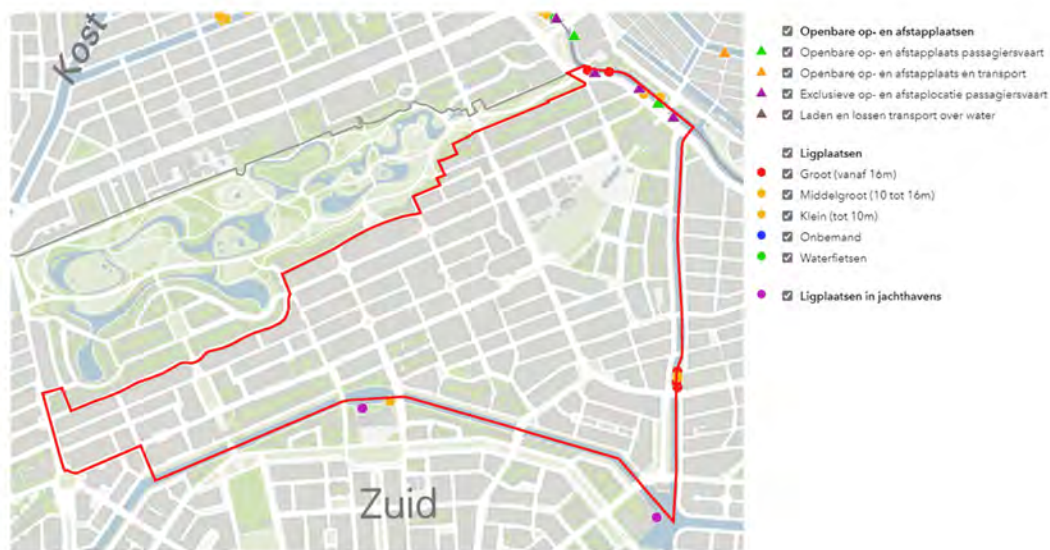 Kost
Zuid
Openbare op- en afstapplaatsen
Openbare op- en afstapplaats passagiersvaart
Openbare op- en afstapplaats en transport
Exclusieve op- en afstaplocatie passagiersvaart
Laden en lossen transport over water
Ligplaatsen
Groot (vanaf 16m)
Middelgroot (10 tot 16m)
Klein (tot 10m)
Onbemand
Waterfietsen
Ligplaatsen in jachthavens